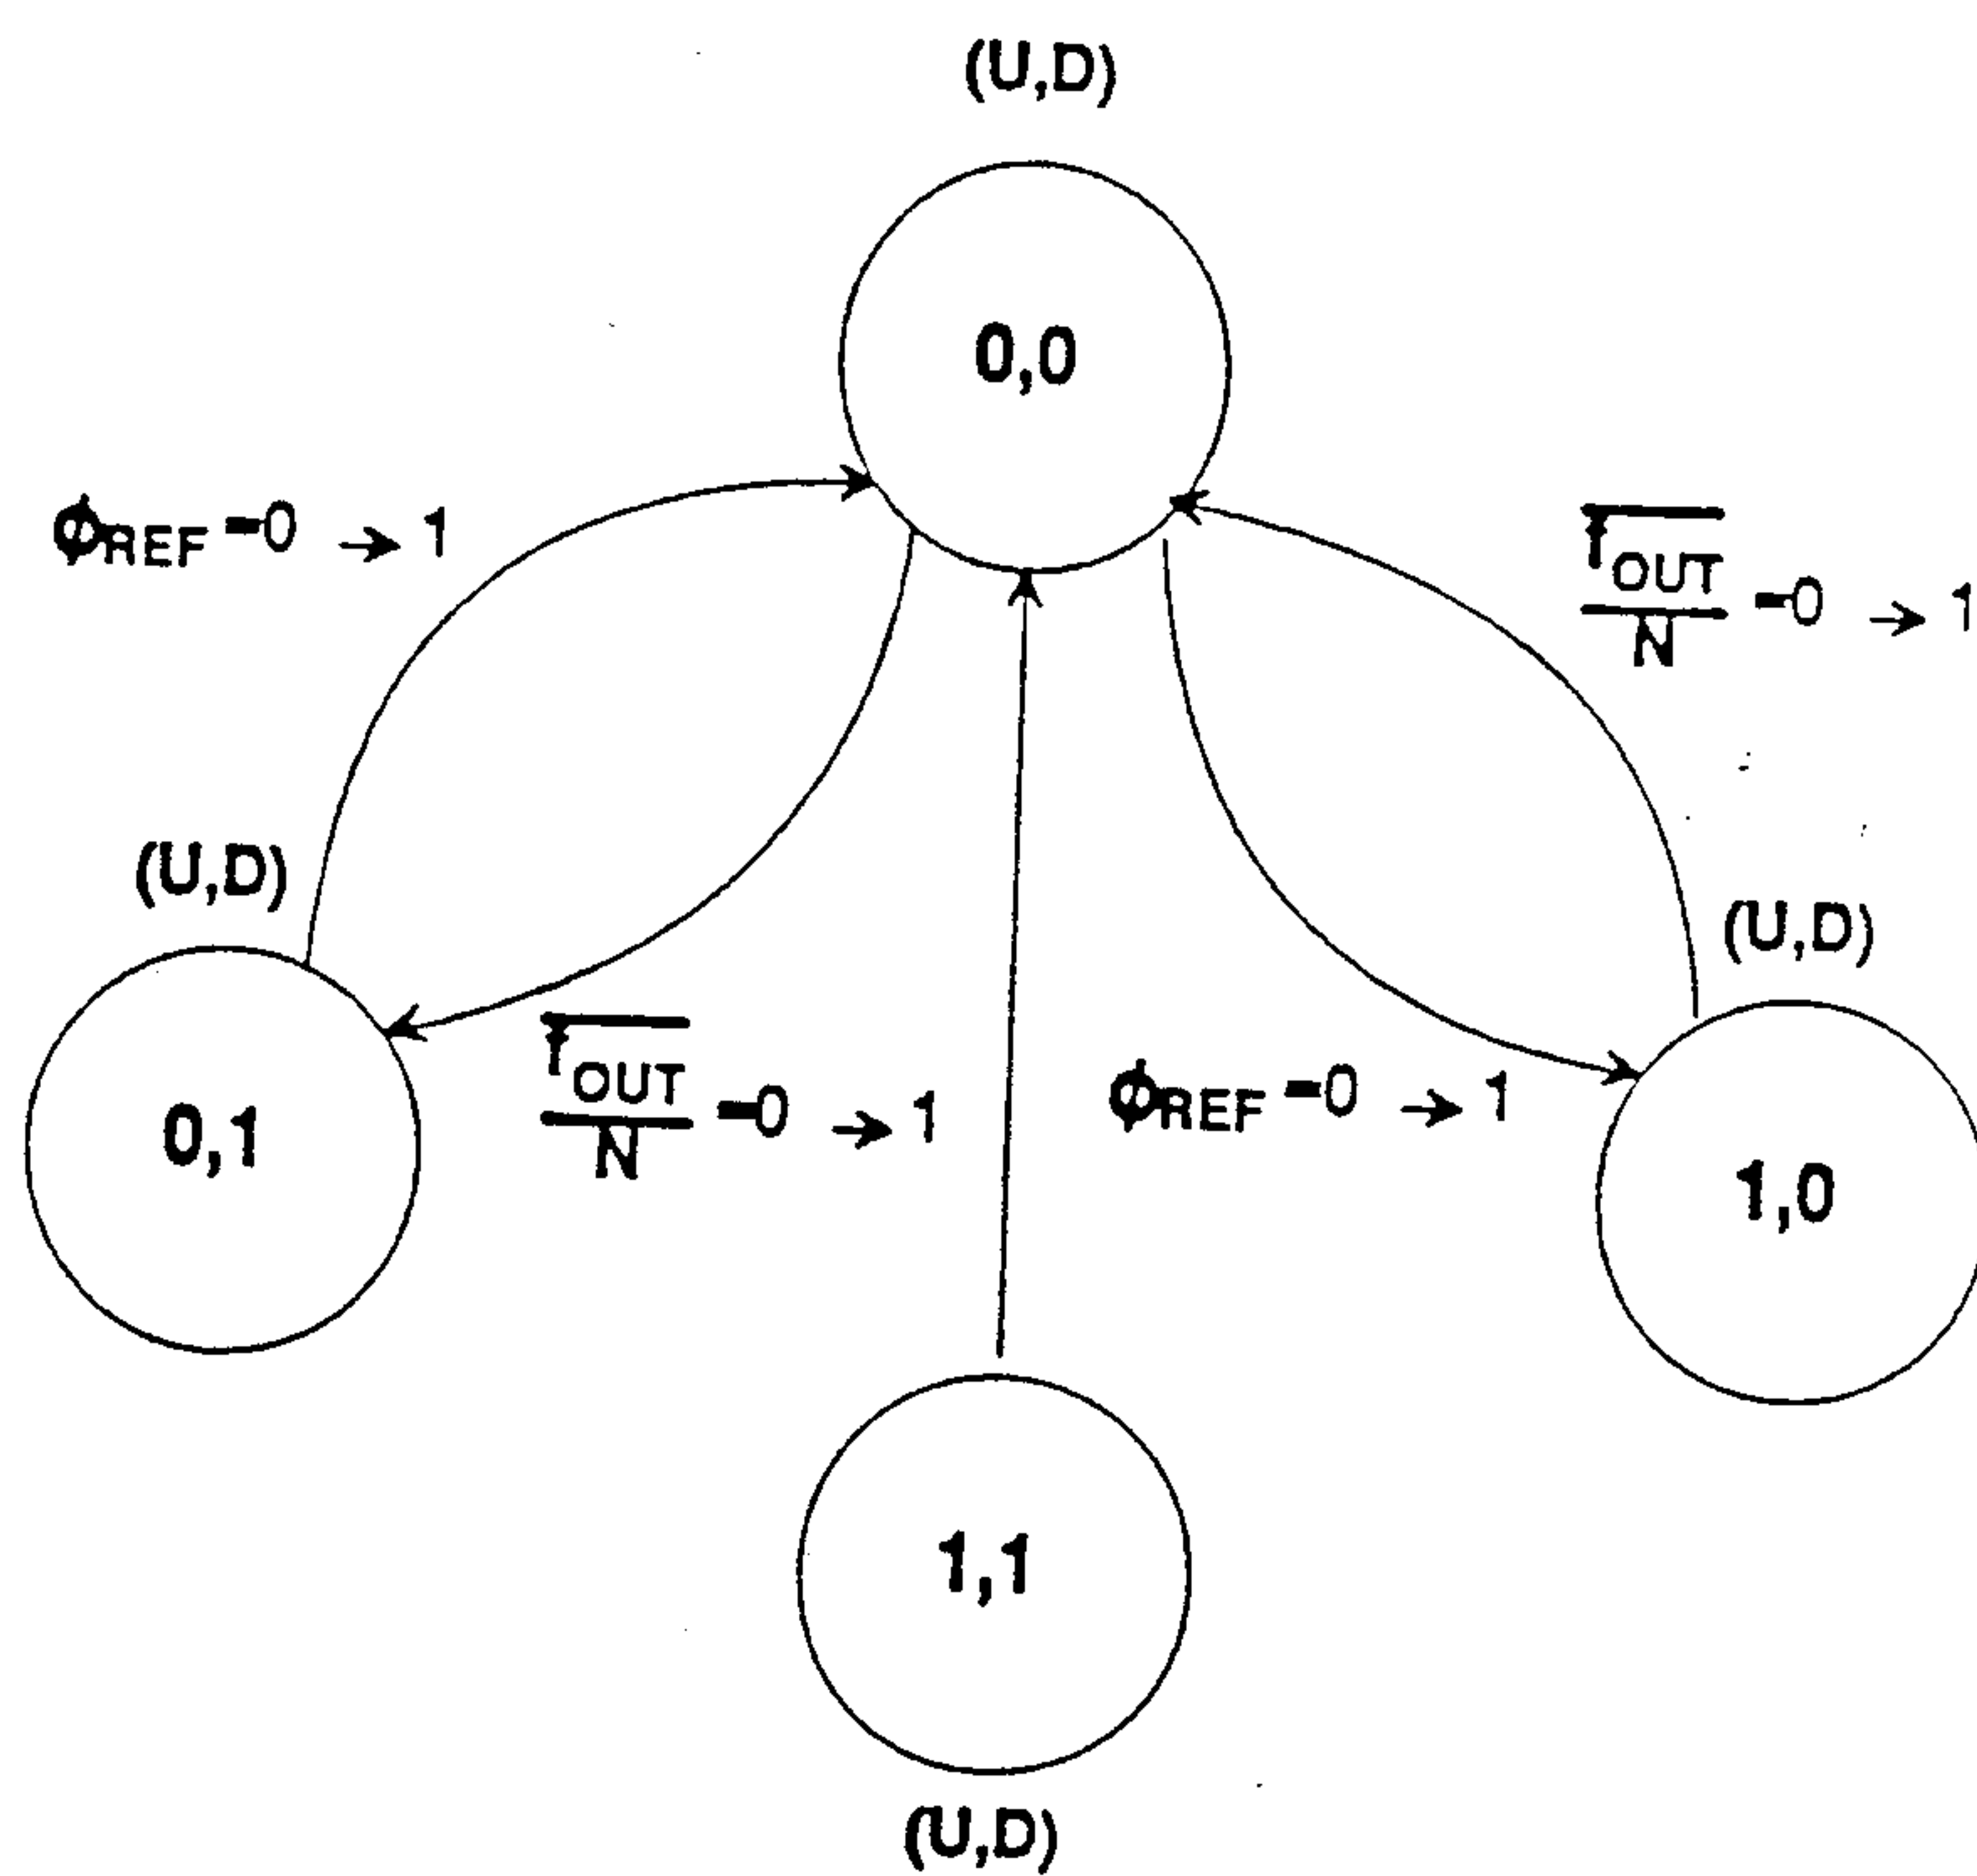 (U,D)
0,0
ϕREF =0 → 1
OUT
N =0 → 1
(U,D)
(U,D)
0,1
OUT
N =0 → 1
ϕREF =0 → 1
1,0
1,1
(U,D)